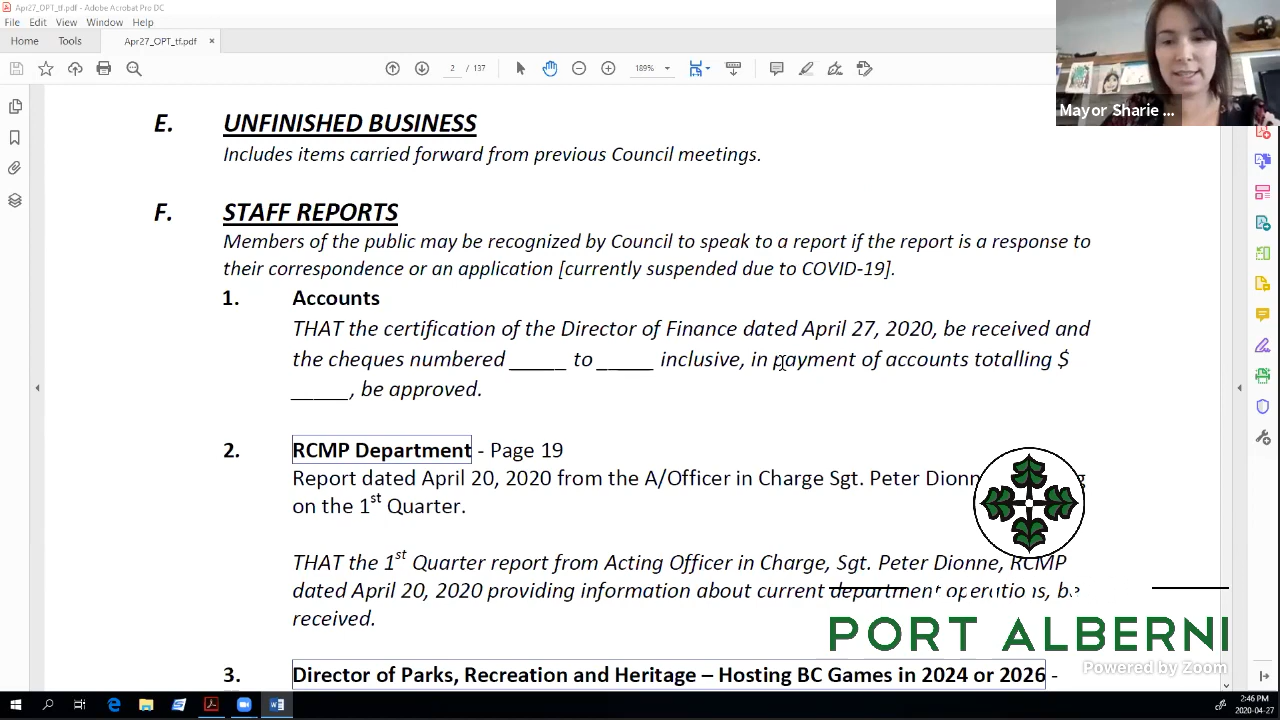 Apr27_OPT_tf.pdf - Adobe Acrobat Pro DC
File Edit View Window Help
Home Tools Apr27_OPT_tf.pdf ×
2 / 137 189%
Mayor Sharie ...
E. UNFINISHED BUSINESS
Includes items carried forward from previous Council meetings.
F. STAFF REPORTS
Members of the public may be recognized by Council to speak to a report if the report is a response to
their correspondence or an application [currently suspended due to COVID-19].
1. Accounts
THAT the certification of the Director of Finance dated April 27, 2020, be received and
the cheques numbered _____ to _____ inclusive, in payment of accounts totalling $
_____, be approved.
2. RCMP Department - Page 19
Report dated April 20, 2020 from the A/Officer in Charge Sgt. Peter
on the 1st Quarter.
THAT the 1st Quarter report from Acting Officer in Charge, Sgt. Peter Dionne, RCMP
dated April 20, 2020 providing information about current department operations, be
received.
PORT ALBERNI
Powered by Zoom
3. Director of Parks, Recreation and Heritage – Hosting BC Games in 2024 or 2026 -
2:46 PM
2020-04-27